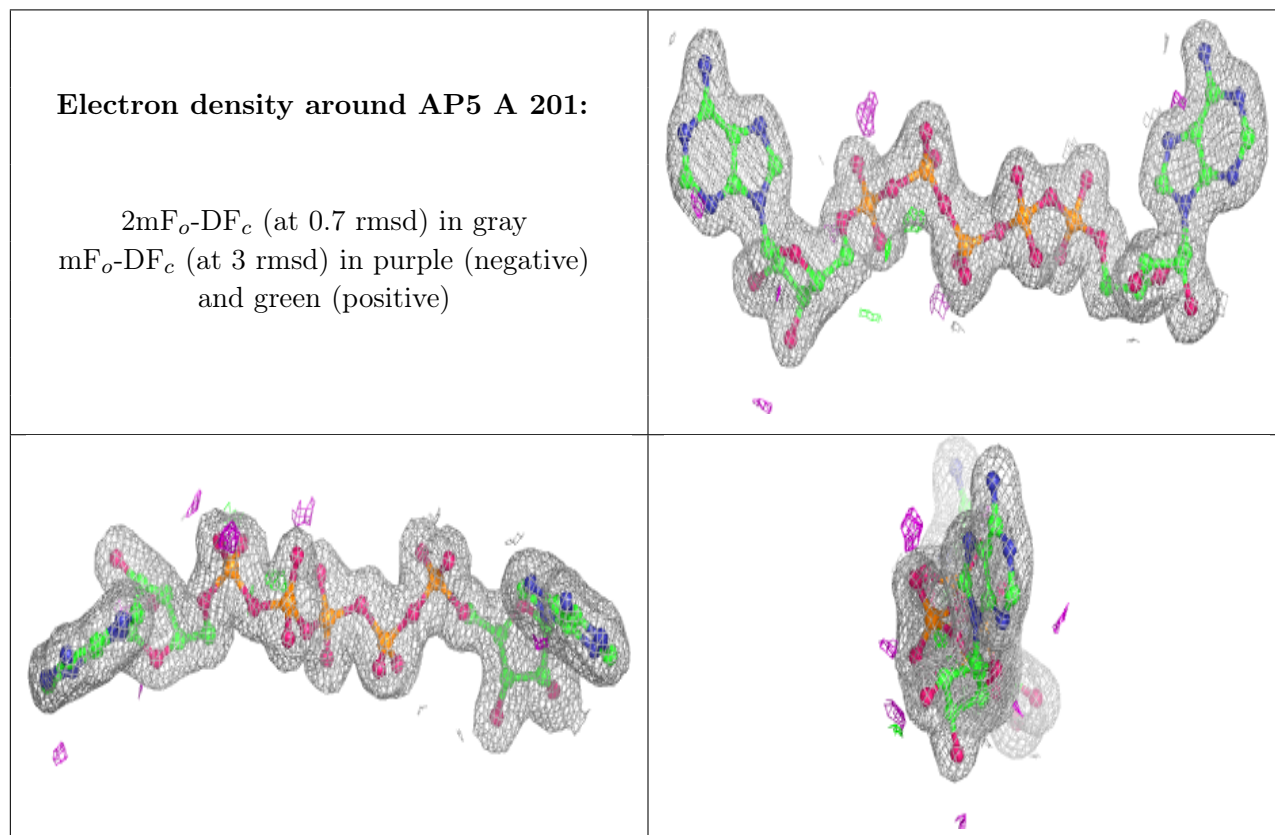 Electron density around AP5 A 201:
2mFo-DFc (at 0.7 rmsd) in gray
mFo-DFc (at 3 rmsd) in purple (negative)
and green (positive)